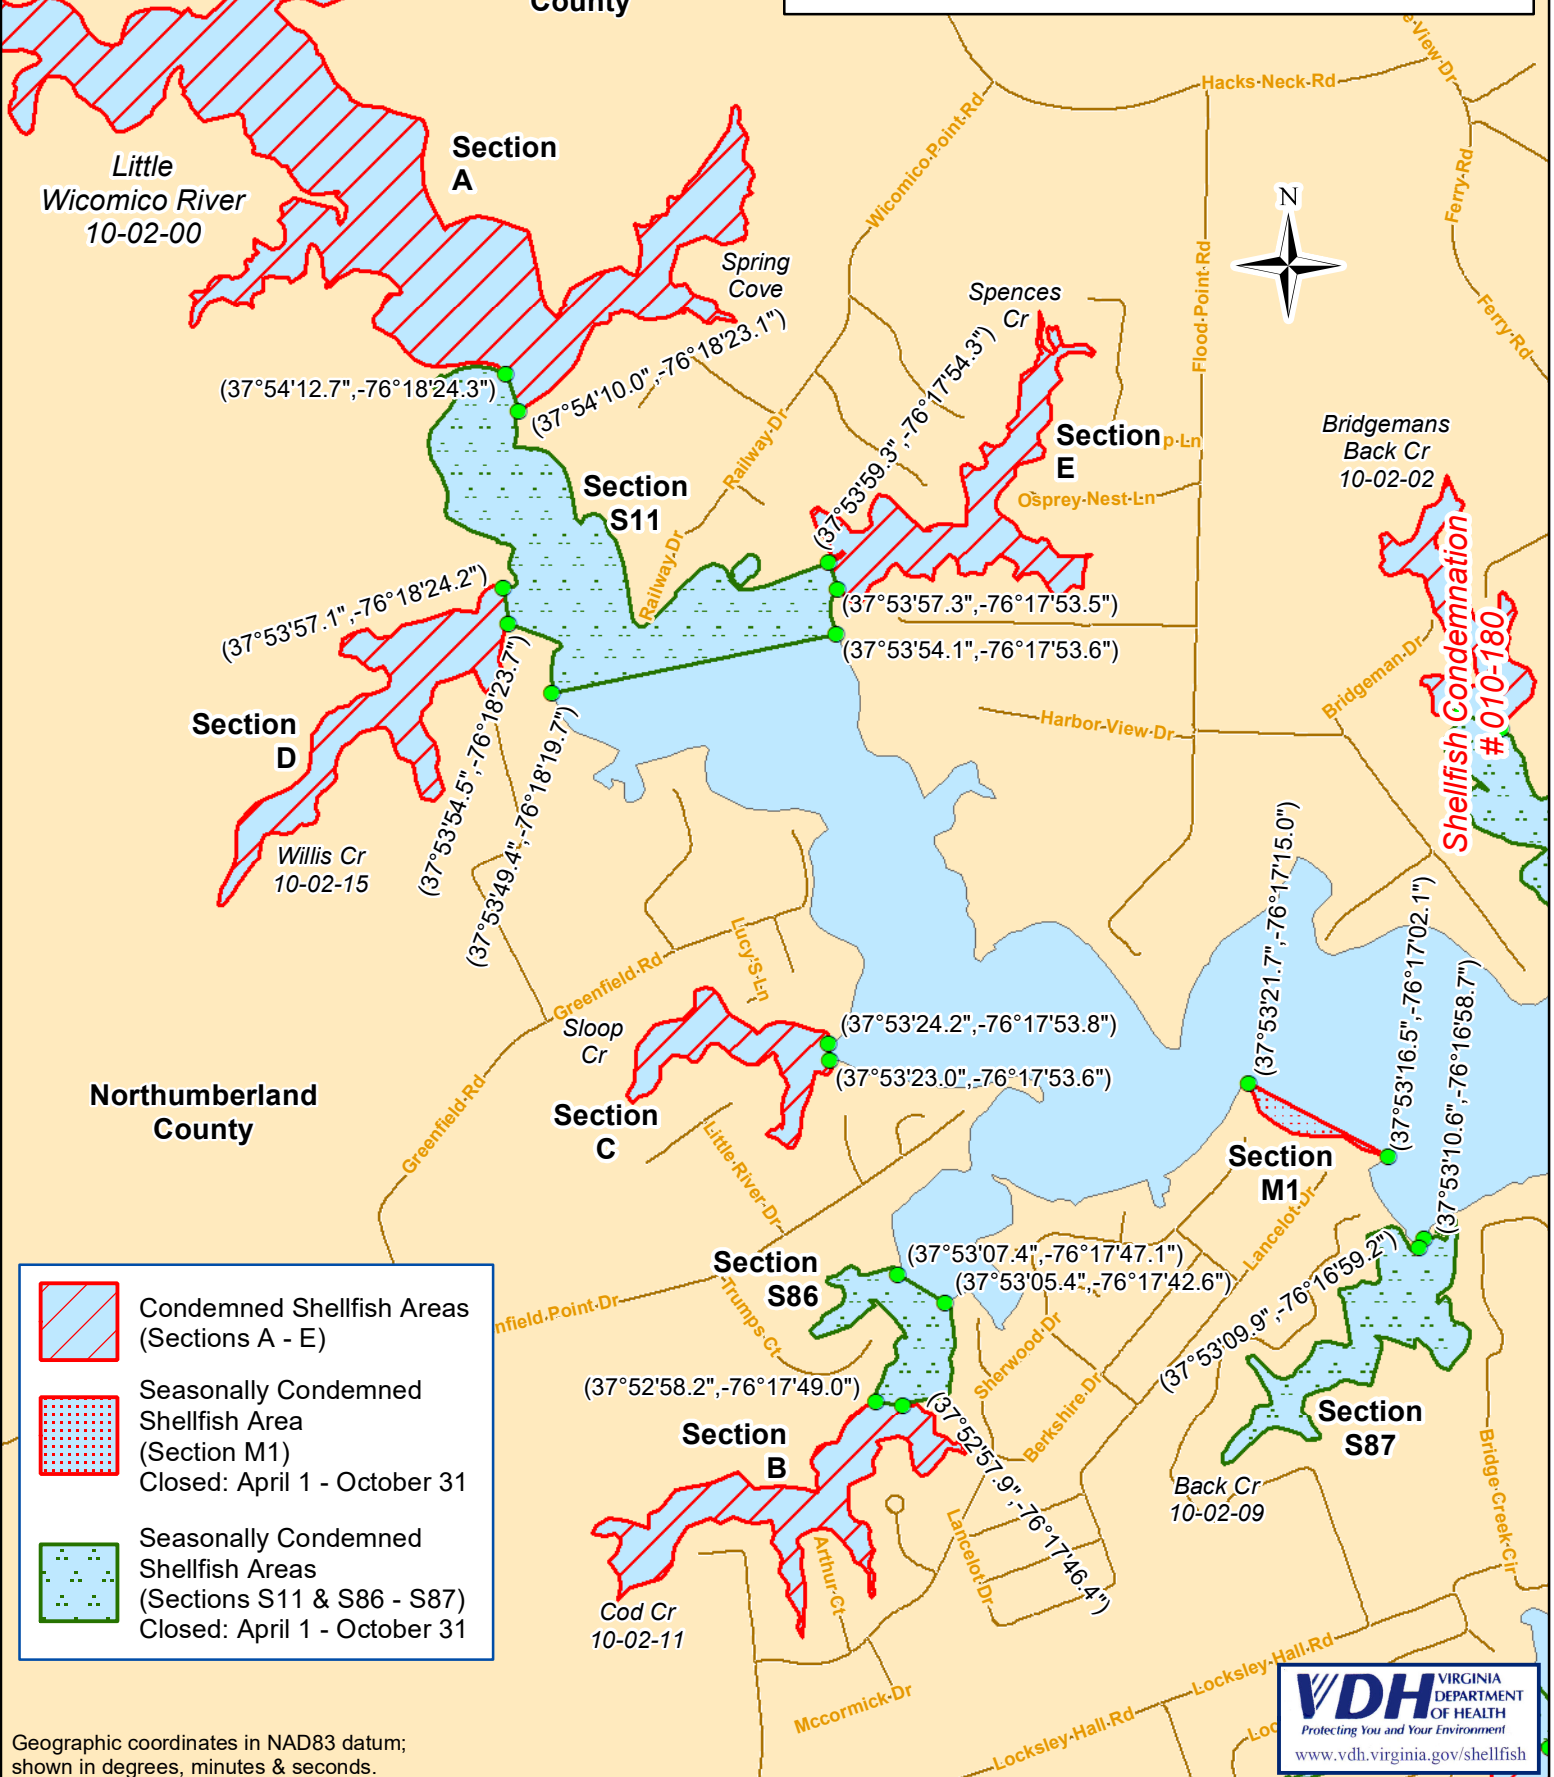 County
Hacks Neck Rd
e View Dr
Wicomico Point Rd
Section
A
Little
Wicomico River
10-02-00
Ferry Rd
N
Spring
Cove
Spences
Cr
Flood Point Rd
Ferry Rd
(37°54'12.7",-76°18'24.3")
(37°54'10.0",-76°18'23.1")
(37°53'59.3",-76°17'54.3")
Railway Dr
Section
E
p Ln
Osprey Nest Ln
Bridgemans
Back Cr
10-02-02
Section
S11
Railway Dr
Shellfish Condemnation
# 010-180
(37°53'57.1",-76°18'24.2")
(37°53'57.3",-76°17'53.5")
(37°53'54.1",-76°17'53.6")
Bridgeman Dr
Harbor View Dr
Section
D
(37°53'54.5",-76°18'23.7")
(37°53'49.4",-76°18'19.7")
Willis Cr
10-02-15
(37°53'21.7",-76°17'15.0")
(37°53'16.5",-76°17'02.1")
(37°53'10.6",-76°16'58.7")
Lucy'S Ln
Greenfield Rd
Sloop
Cr
(37°53'24.2",-76°17'53.8")
(37°53'23.0",-76°17'53.6")
Northumberland
County
Section
C
Greenfield Rd
Little River Dr
Section
M1
Lancelot Dr
(37°53'09.9",-76°16'59.2")
Section
S86
(37°53'07.4",-76°17'47.1")
(37°53'05.4",-76°17'42.6")
nfield Point Dr
Trumps Ct
Sherwood Dr
Berkshire Dr
(37°52'58.2",-76°17'49.0")
(37°52'57.9",-76°17'46.4")
Section
B
Section
S87
Back Cr
10-02-09
Bridge Creek Cir
Lancelot Dr
Arthur Ct
Cod Cr
10-02-11
Mccormick Dr
Locksley Hall Rd
Locksley Hall Rd
Loc
Condemned Shellfish Areas
(Sections A - E)
Seasonally Condemned
Shellfish Area
(Section M1)
Closed: April 1 - October 31
Seasonally Condemned
Shellfish Areas
(Sections S11 & S86 - S87)
Closed: April 1 - October 31
Geographic coordinates in NAD83 datum;
shown in degrees, minutes & seconds.
VDH VIRGINIA
DEPARTMENT
OF HEALTH
Protecting You and Your Environment
www.vdh.virginia.gov/shellfish